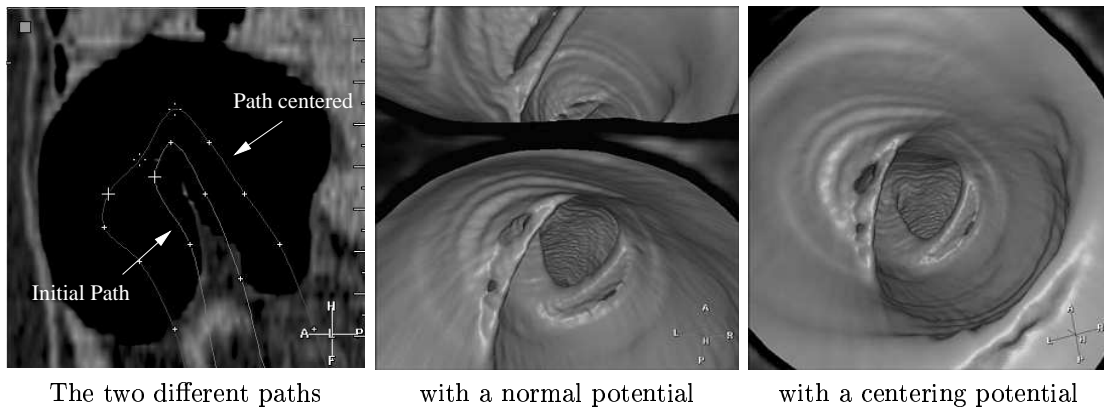 Path centered
Initial Path
H
A P
F
A
L R
H
P
A
L R
H
P
The two different paths
with a normal potential
with a centering potential